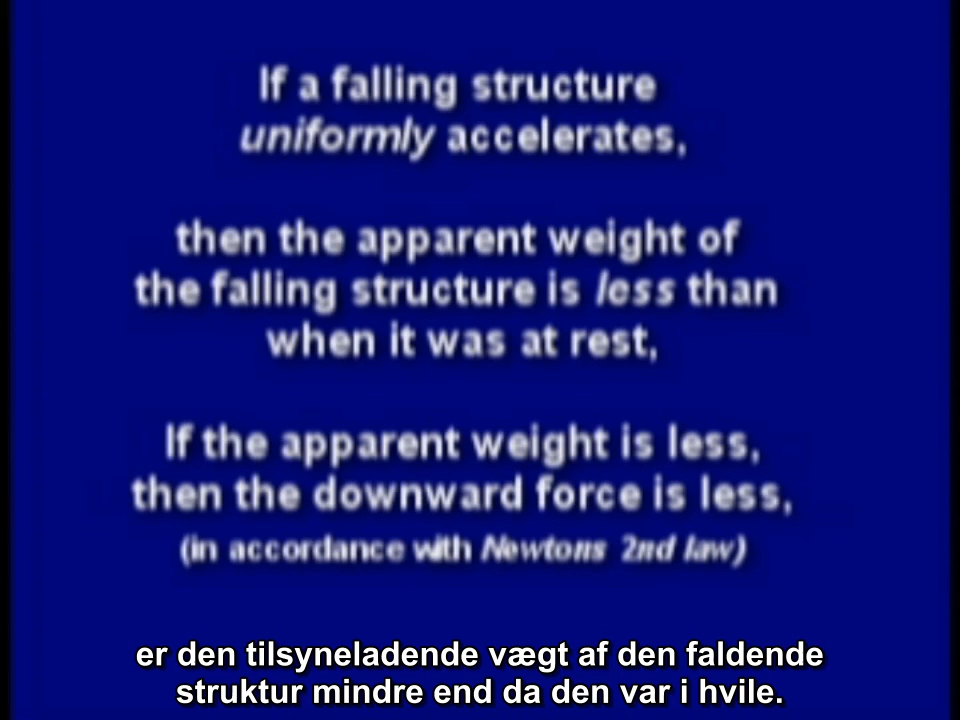 If a falling structure
uniformly accelerates,
then the apparent weight of
the falling structure is less than
when it was at rest,
If the apparent weight is less,
then the downward force is less,
(in accordance with Newtons 2nd law)
er den tilsyneladende vægt af den faldende
struktur mindre end da den var i hvile.